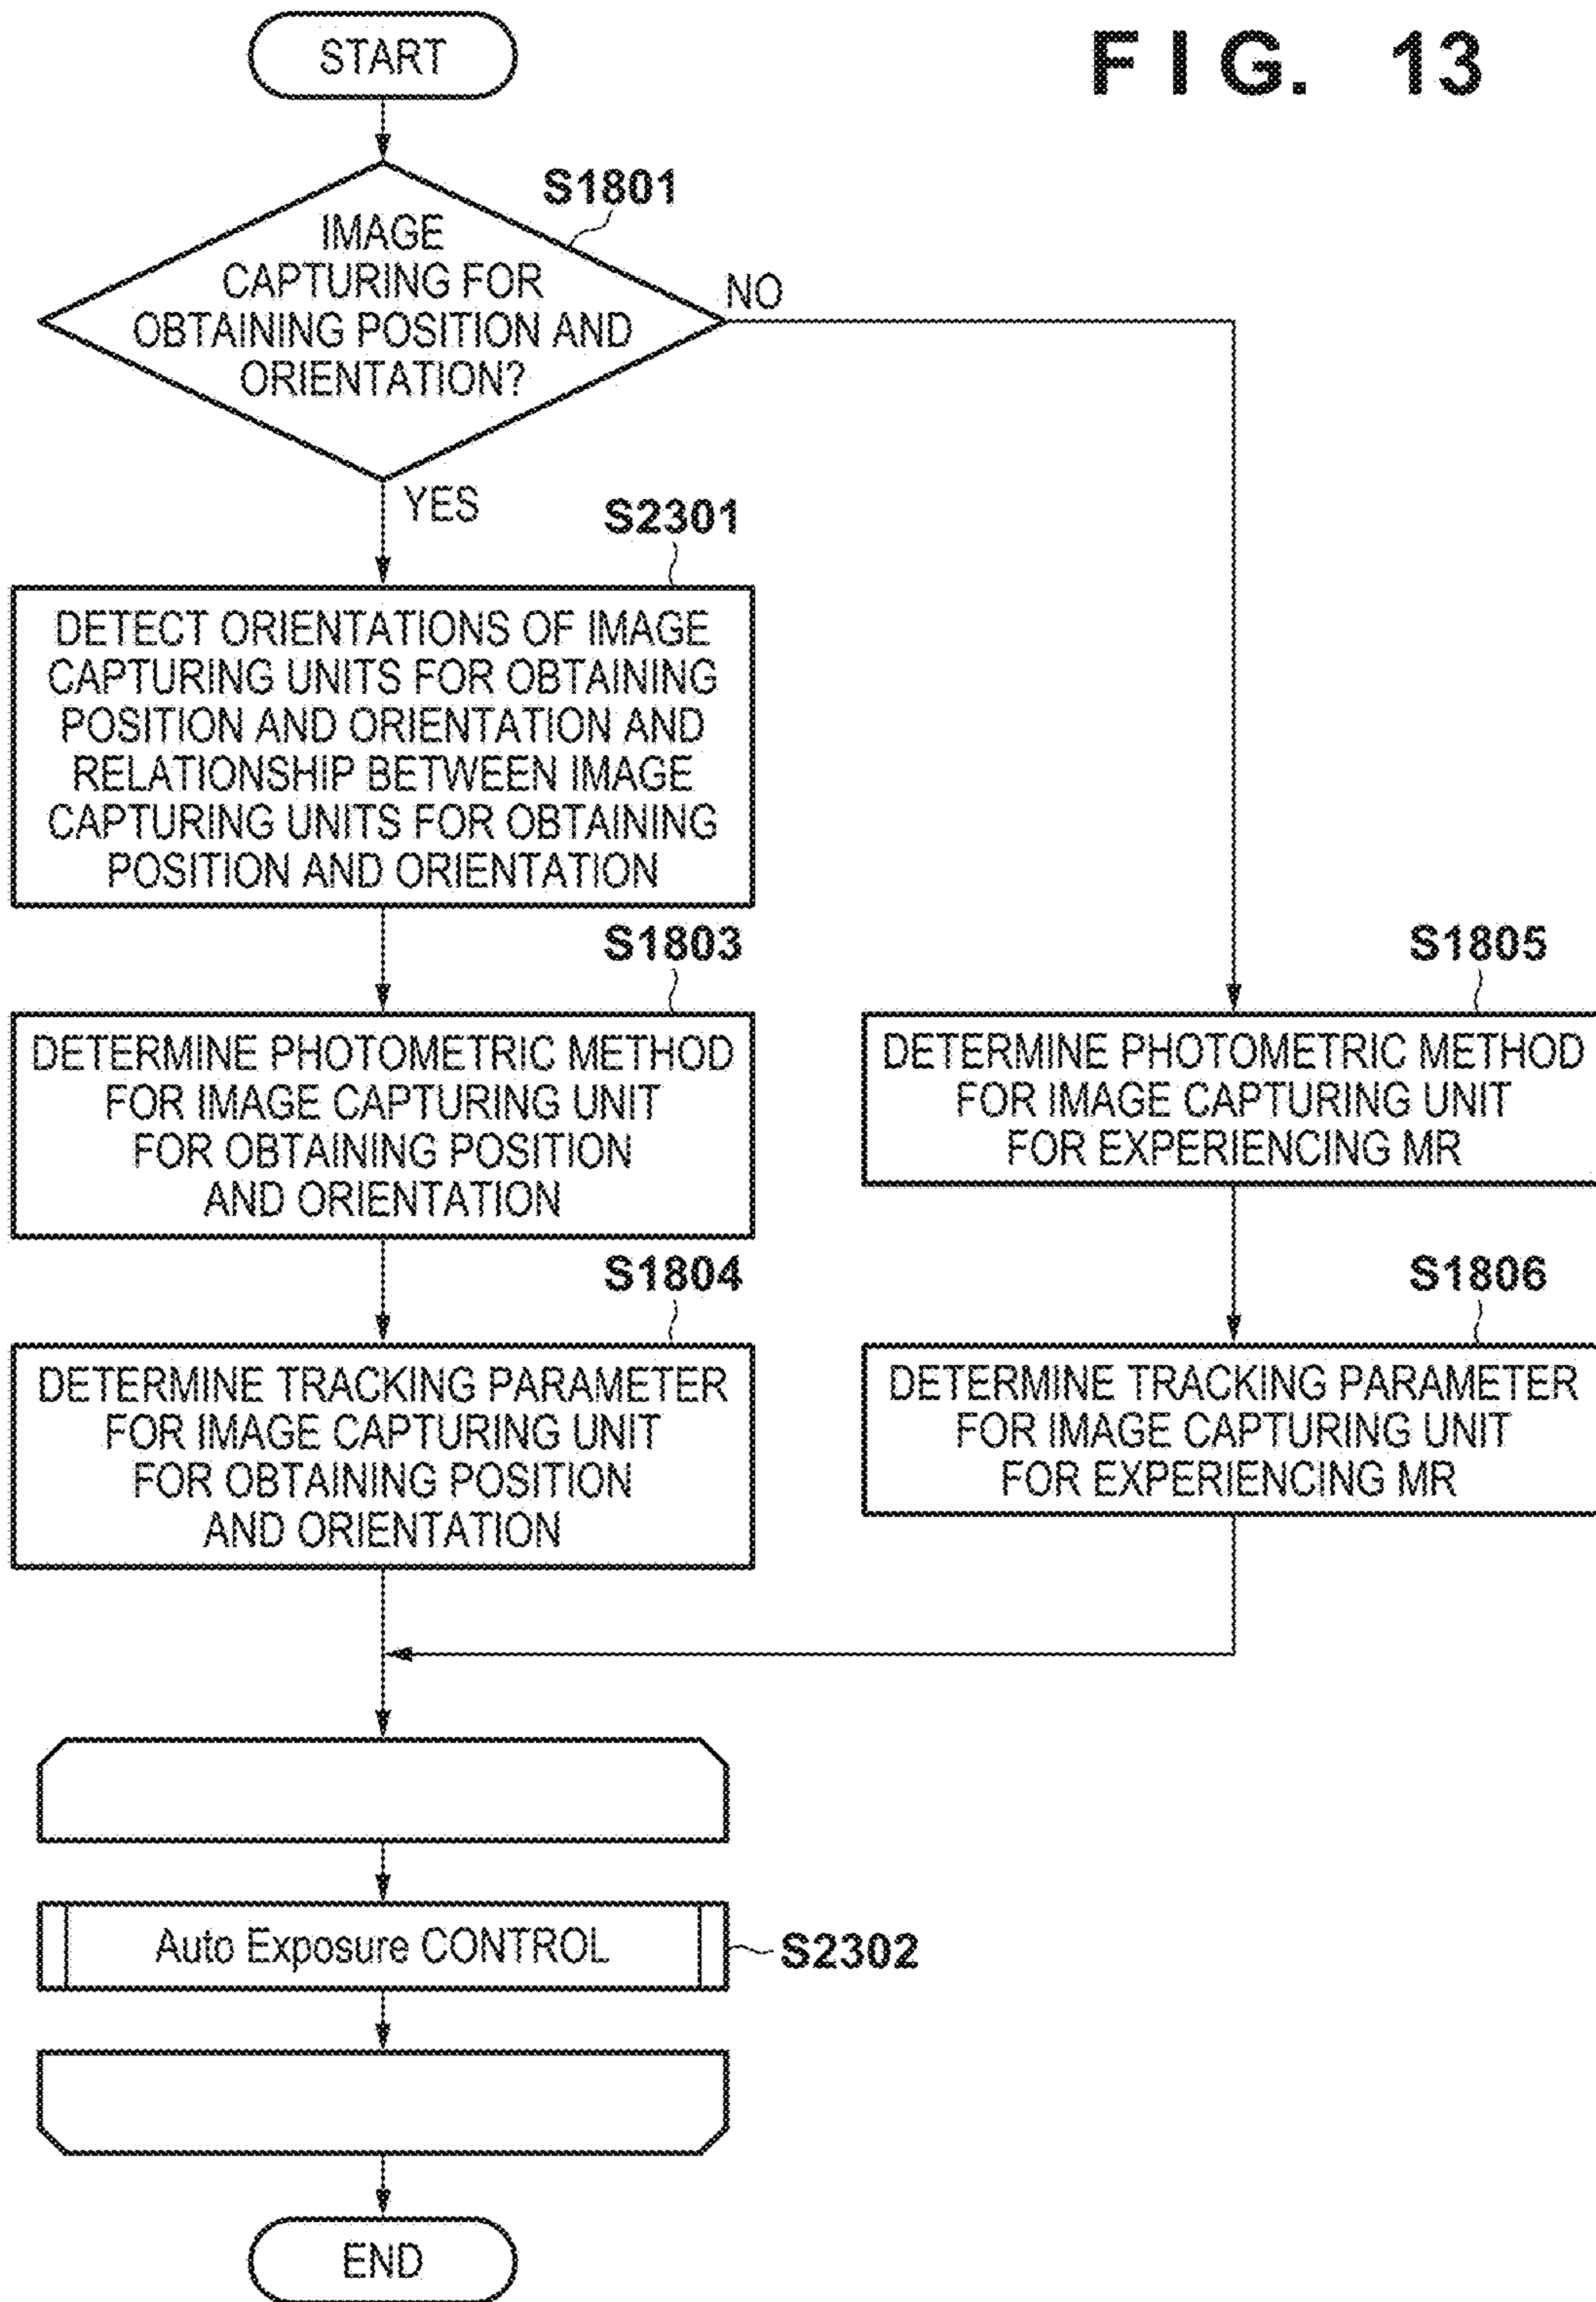 FIG. 13
START
S1801
IMAGE
CAPTURING FOR
OBTAINING POSITION AND
ORIENTATION?
NO
YES
S2301
DETECT ORIENTATIONS OF IMAGE
CAPTURING UNITS FOR OBTAINING
POSITION AND ORIENTATION AND
RELATIONSHIP BETWEEN IMAGE
CAPTURING UNITS FOR OBTAINING
POSITION AND ORIENTATION
S1803
DETERMINE PHOTOMETRIC METHOD
FOR IMAGE CAPTURING UNIT
FOR OBTAINING POSITION
AND ORIENTATION
S1804
DETERMINE TRACKING PARAMETER
FOR IMAGE CAPTURING UNIT
FOR OBTAINING POSITION
AND ORIENTATION
S1805
DETERMINE PHOTOMETRIC METHOD
FOR IMAGE CAPTURING UNIT
FOR EXPERIENCING MR
S1806
DETERMINE TRACKING PARAMETER
FOR IMAGE CAPTURING UNIT
FOR EXPERIENCING MR
Auto Exposure CONTROL
S2302
END